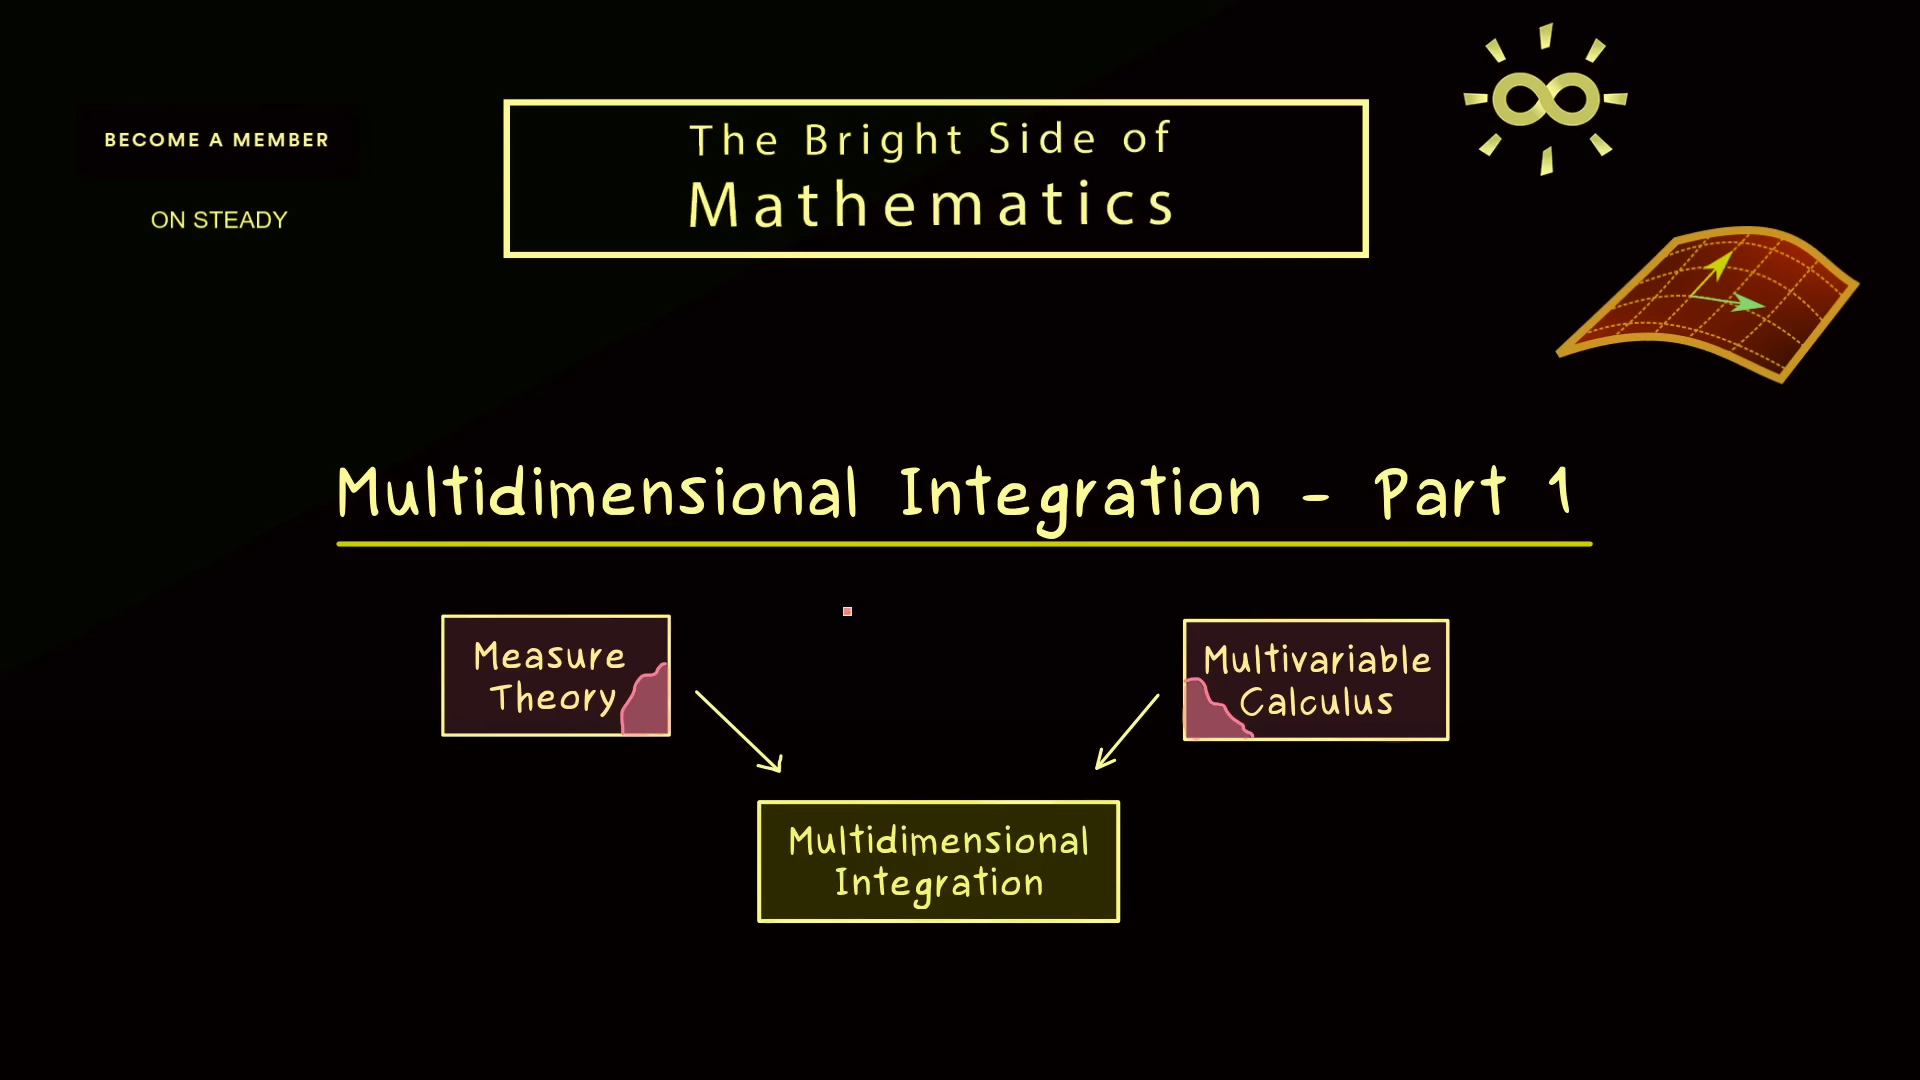 BECOME A MEMBER
ON STEADY
The Bright Side of
Mathematics
Multidimensional Integration - Part 1
Measure
Theory
Multivariable
Calculus
Multidimensional
Integration